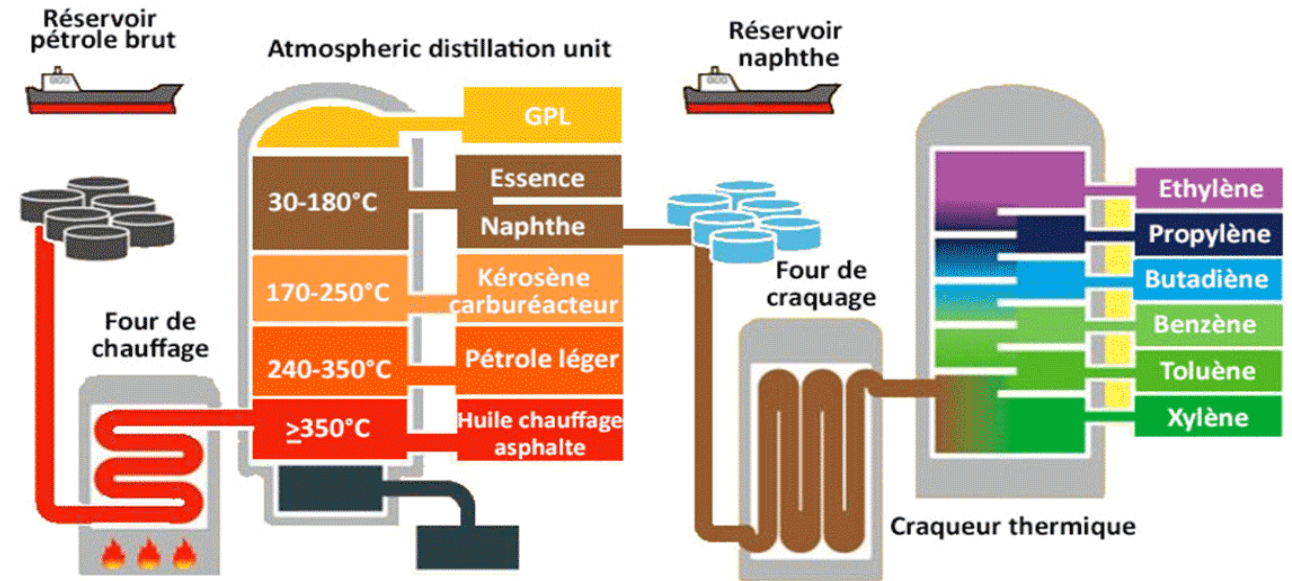 Réservoir
pétrole brut
Atmospheric distillation unit
Réservoir
naphthe
GPL
Essence
30-180°C
Naphthe
Ethylène
Propylène
Butadiène
Benzène
Toluène
Xylène
Kérosène
carburéacteur
170-250°C
Four de
craquage
Four de
chauffage
Pétrole léger
240-350°C
Huile chauffage
asphalte
≥350°C
Craqueur thermique